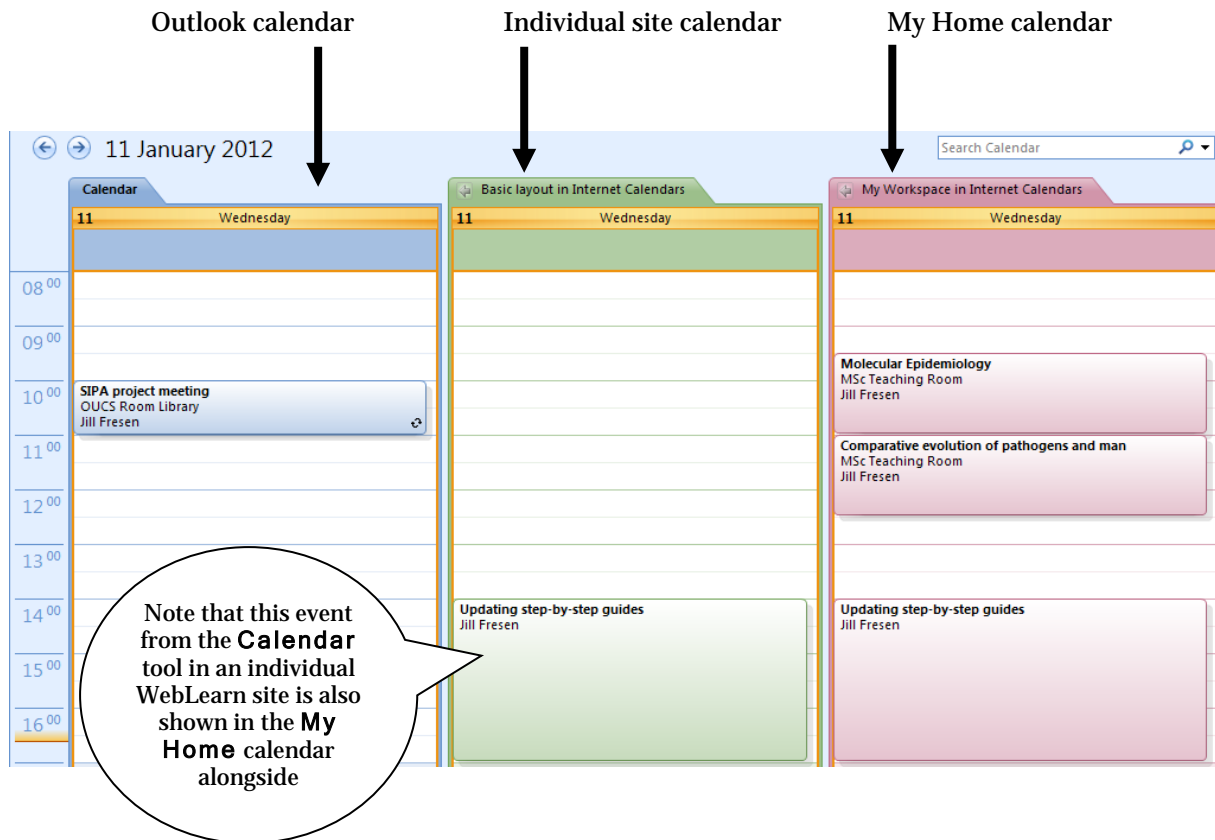 Outlook calendar
Individual site calendar
My Home calendar
11 January 2012
Search Calendar
Calendar
Basic layout in Internet Calendars
My Workspace in Internet Calendars
11 Wednesday
11 Wednesday
11 Wednesday
08 00
09 00
10 00
11 00
12 00
13 00
14 00
15 00
16 00
SIPA project meeting
OUCS Room Library
Jill Fresen
Updating step-by-step guides
Jill Fresen
Molecular Epidemiology
MSc Teaching Room
Jill Fresen
Comparative evolution of pathogens and man
MSc Teaching Room
Jill Fresen
Updating step-by-step guides
Jill Fresen
Note that this event
from the Calendar
tool in an individual
WebLearn site is also
shown in the My
Home calendar
alongside